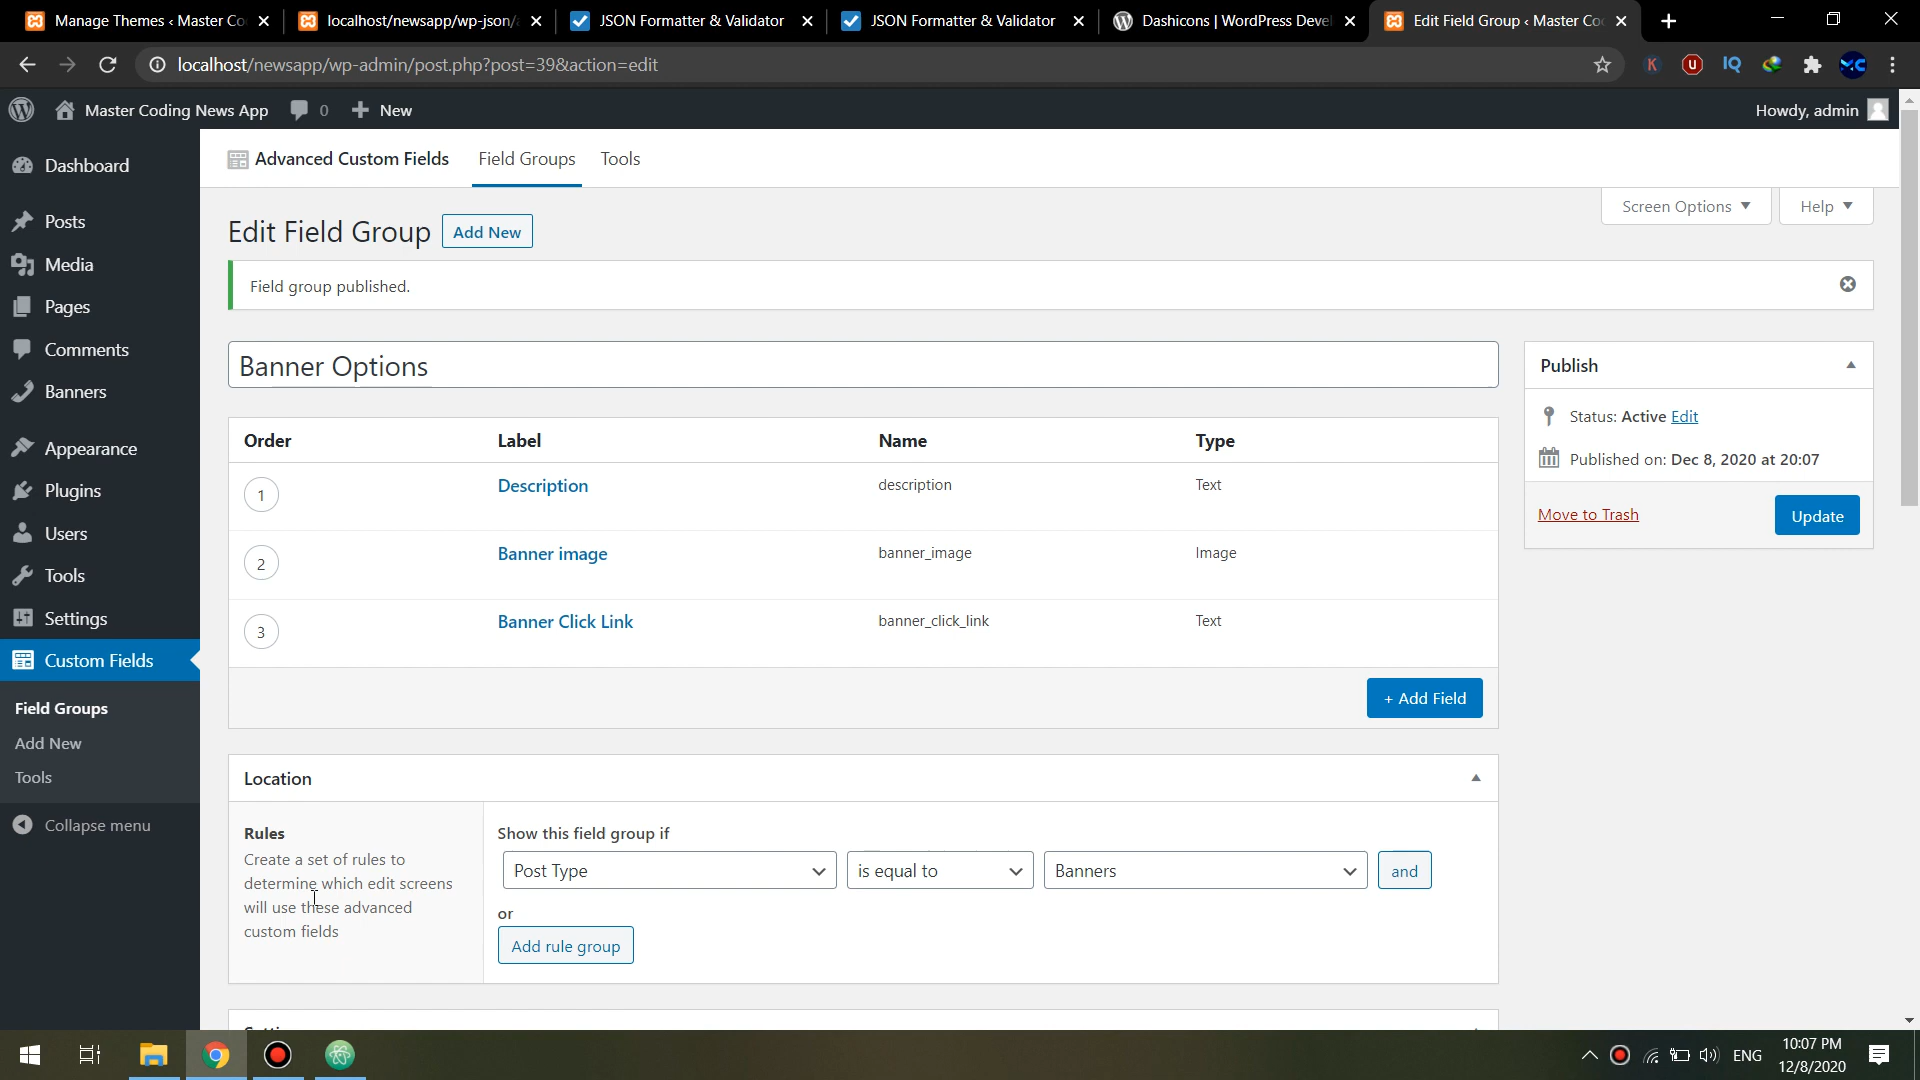 Manage Themes ‹ Master Co
localhost/newsapp/wp-json/
JSON Formatter & Validator
JSON Formatter & Validator
Dashicons | WordPress Deve
Edit Field Group ‹ Master Co
localhost/newsapp/wp-admin/post.php?post=39&action=edit
Master Coding News App
0
New
Howdy, admin
Dashboard
Posts
Media
Pages
Comments
Banners
Appearance
Plugins
Users
Tools
Settings
Custom Fields
Field Groups
Add New
Tools
Collapse menu
Advanced Custom Fields
Field Groups
Tools
Screen Options
Help
Edit Field Group
Add New
Field group published.
Banner Options
Order Label Name Type
1 Description description Text
2 Banner image banner_image Image
3 Banner Click Link banner_click_link Text
+ Add Field
Publish
Status: Active Edit
Published on: Dec 8, 2020 at 20:07
Move to Trash
Update
Location
Rules
Create a set of rules to
determine which edit screens
will use these advanced
custom fields
Show this field group if
Post Type
is equal to
Banners
and
or
Add rule group
ENG
10:07 PM
12/8/2020